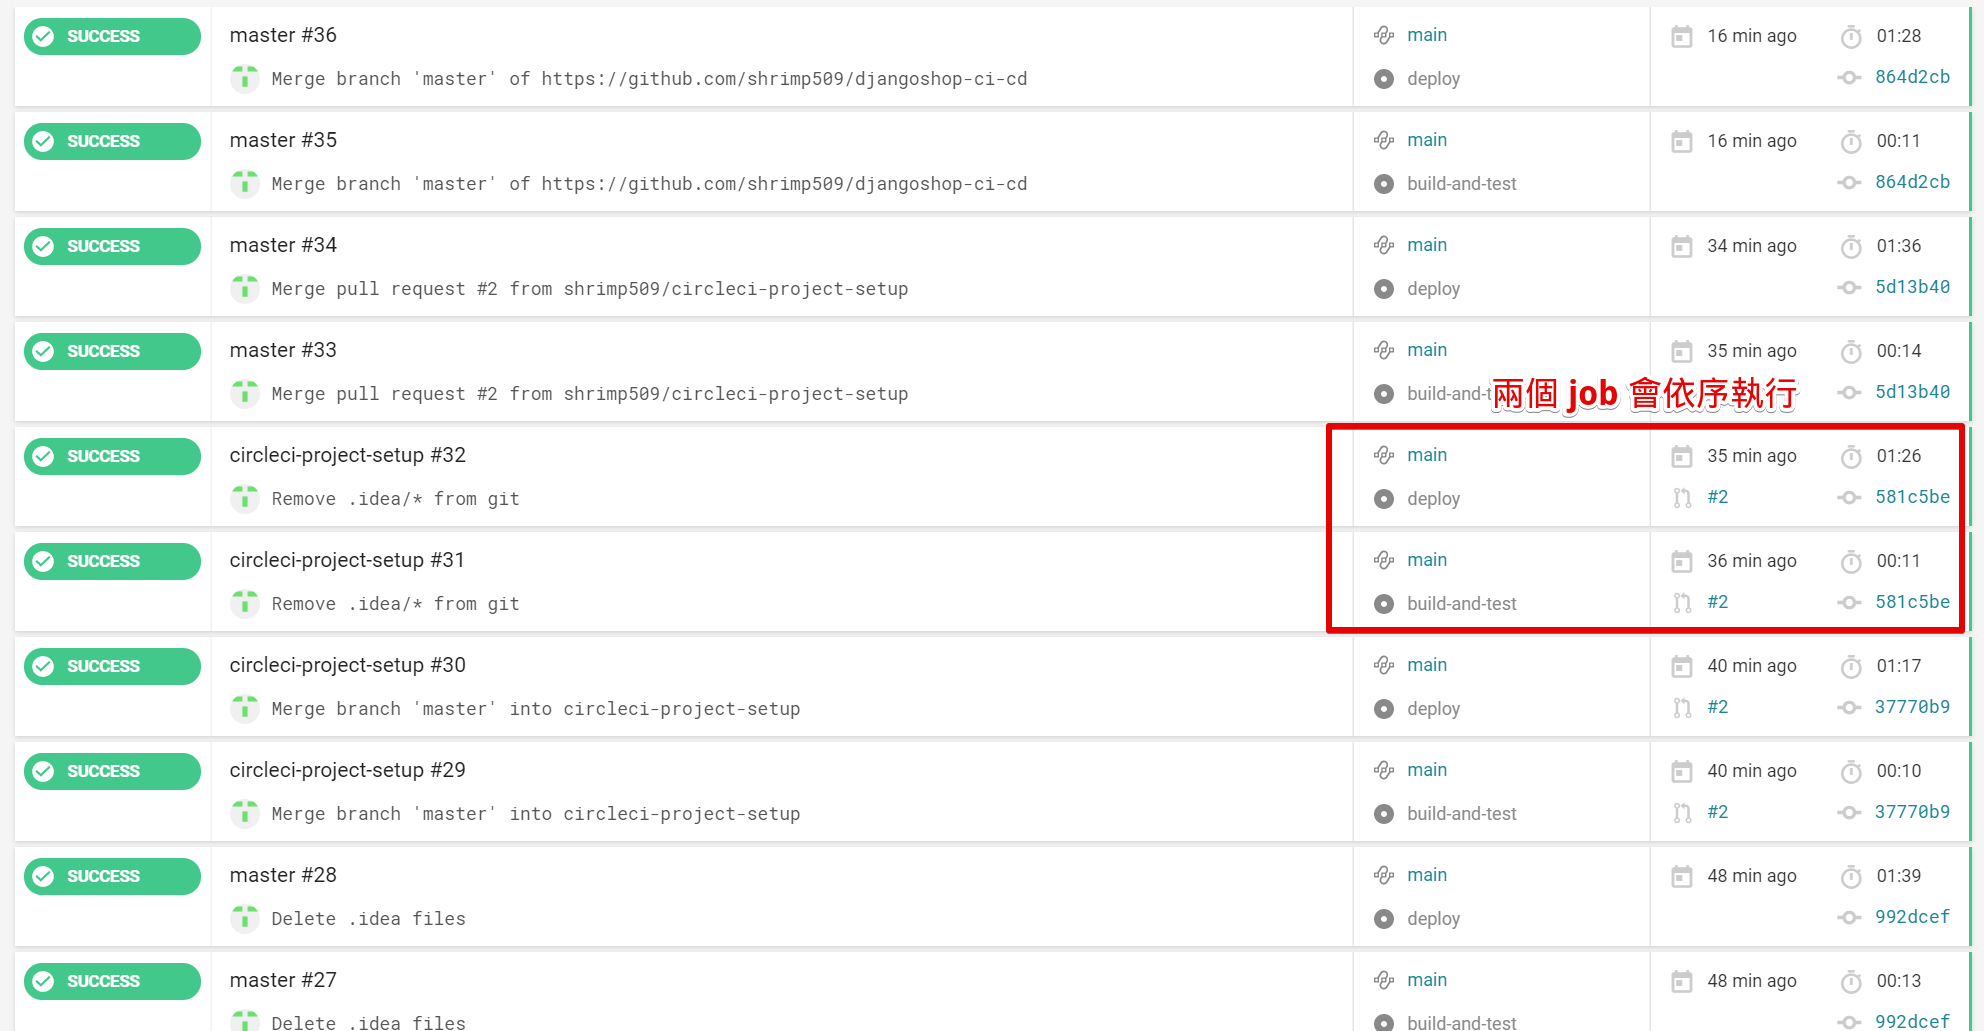 SUCCESS master #36 main 16 min ago 01:28
Merge branch 'master' of https://github.com/shrimp509/djangoshop-ci-cd deploy 864d2cb
SUCCESS master #35 main 16 min ago 00:11
Merge branch 'master' of https://github.com/shrimp509/djangoshop-ci-cd build-and-test 864d2cb
SUCCESS master #34 main 34 min ago 01:36
Merge pull request #2 from shrimp509/circleci-project-setup deploy 5d13b40
SUCCESS master #33 main 35 min ago 00:14
Merge pull request #2 from shrimp509/circleci-project-setup build-and-t 5d13b40
兩個 job 會依序執行
SUCCESS circleci-project-setup #32 main 35 min ago 01:26
Remove .idea/* from git deploy #2 581c5be
SUCCESS circleci-project-setup #31 main 36 min ago 00:11
Remove .idea/* from git build-and-test #2 581c5be
SUCCESS circleci-project-setup #30 main 40 min ago 01:17
Merge branch 'master' into circleci-project-setup deploy #2 37770b9
SUCCESS circleci-project-setup #29 main 40 min ago 00:10
Merge branch 'master' into circleci-project-setup build-and-test #2 37770b9
SUCCESS master #28 main 48 min ago 01:39
Delete .idea files deploy 992dcef
SUCCESS master #27 main 48 min ago 00:13
Delete .idea files build-and-test 992dcef